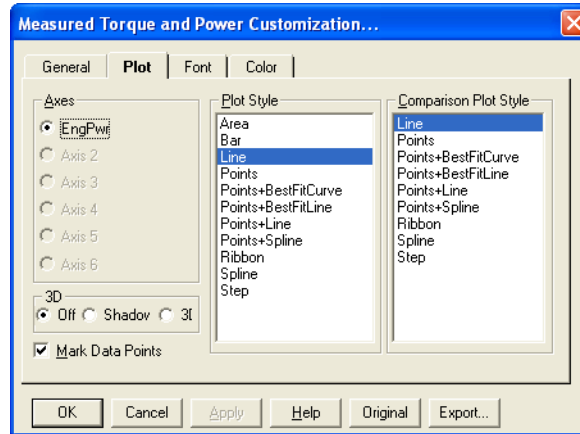 Measured Torque and Power Customization...
General Plot Font Color
Axes
EngPwr
Axis 2
Axis 3
Axis 4
Axis 5
Axis 6
3D
Off Shadov 3D
Mark Data Points
Plot Style
Area
Bar
Line
Points
Points+BestFitCurve
Points+BestFitLine
Points+Line
Points+Spline
Ribbon
Spline
Step
Comparison Plot Style
Line
Points
Points+BestFitCurve
Points+BestFitLine
Points+Line
Points+Spline
Ribbon
Spline
Step
OK Cancel Apply Help Original Export...